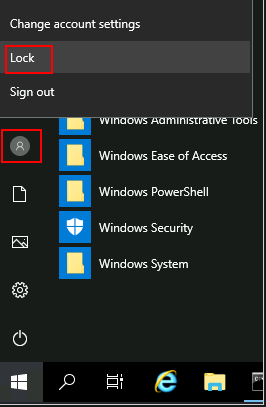 Change account settings
Lock
Sign out
Windows Administrative Tools
Windows Ease of Access
Windows PowerShell
Windows Security
Windows System